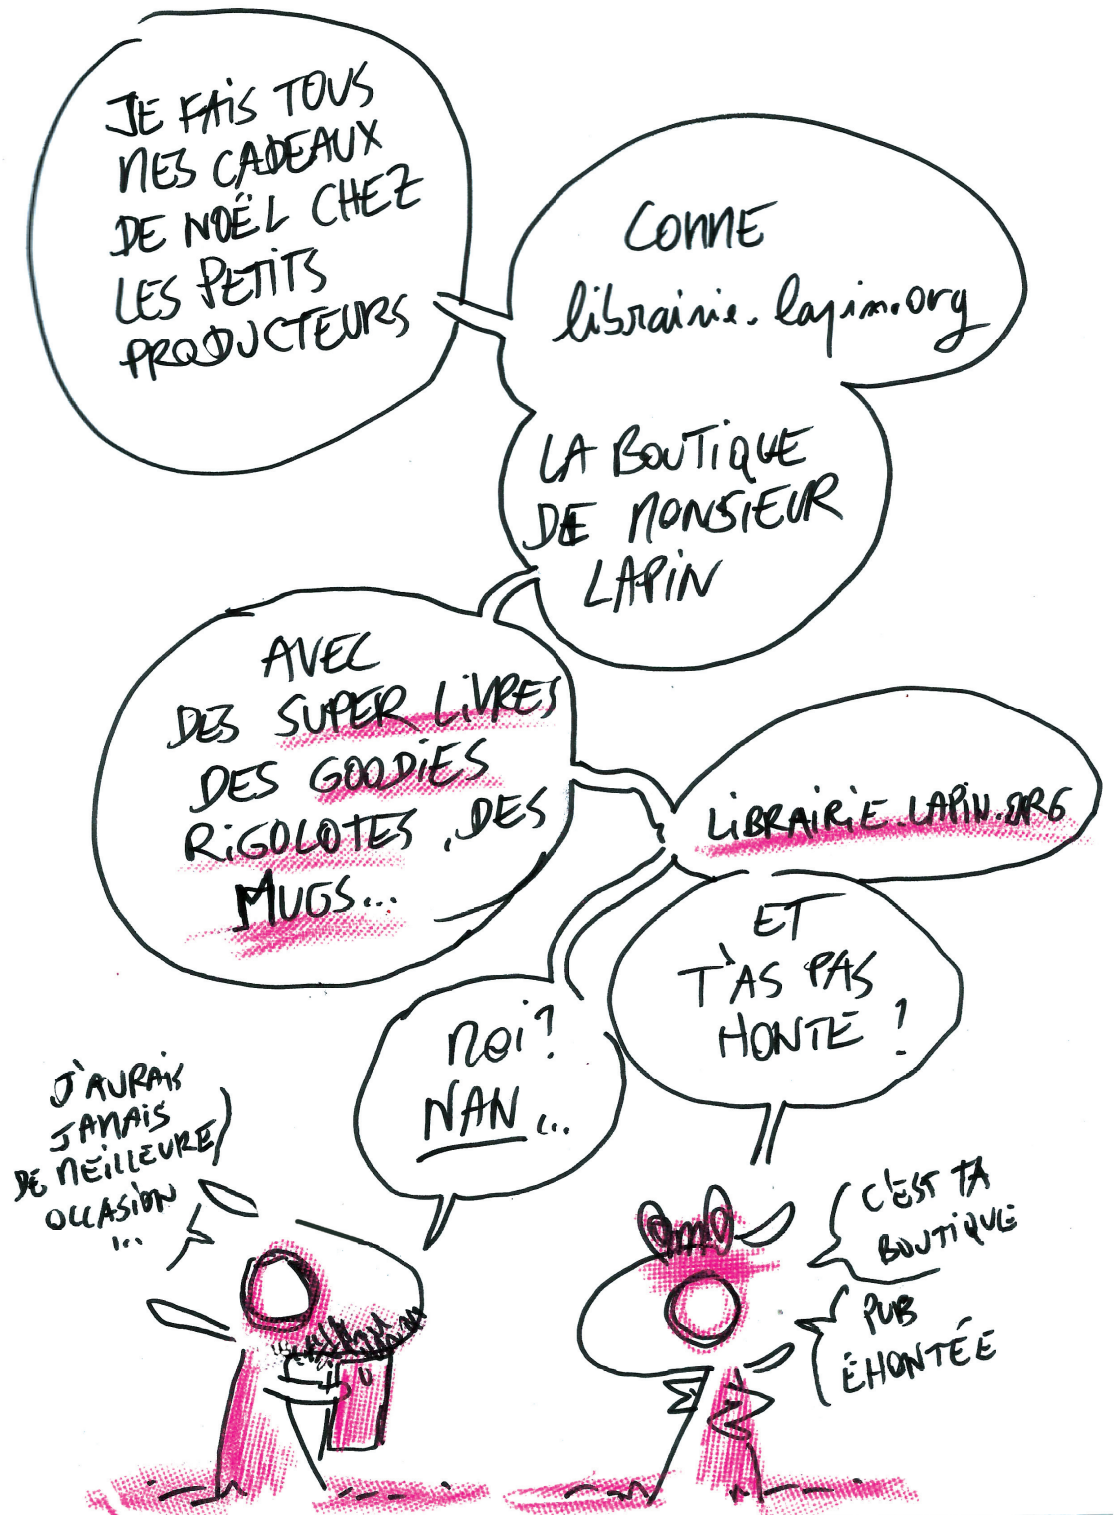 JE FAIS TOUS
MES CADEAUX
DE NOËL CHEZ
LES PETITS
PRODUCTEURS
COMME
librairie.lapin.org
LA BOUTIQUE
DE MONSIEUR
LAPIN
AVEC
DES SUPER LIVRES
DES GOODIES
RIGOLOTES, DES
MUGS...
LIBRAIRIE.LAPIN.ORG
ET
T'AS PAS
HONTE !
MOI ?
NAN...
J'AURAIS
JAMAIS
DE MEILLEURE
OCCASION
...
C'EST TA
BOUTIQUE
PUB
ÉHONTÉE